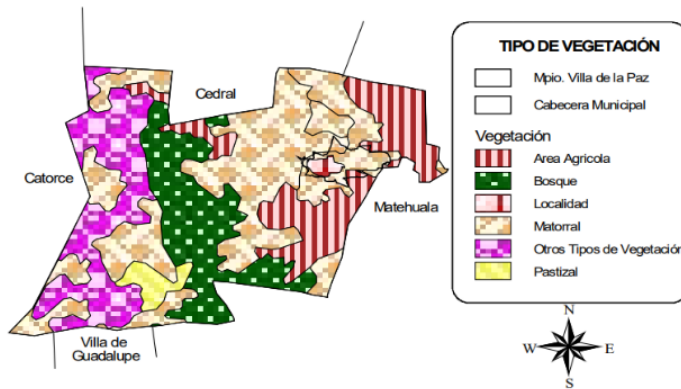 Cedral
Catorce
Matehuala
Villa de
Guadalupe
TIPO DE VEGETACIÓN
Mpio. Villa de la Paz
Cabecera Municipal
Vegetación
Area Agricola
Bosque
Localidad
Matorral
Otros Tipos de Vegetación
Pastizal
N
W
E
S